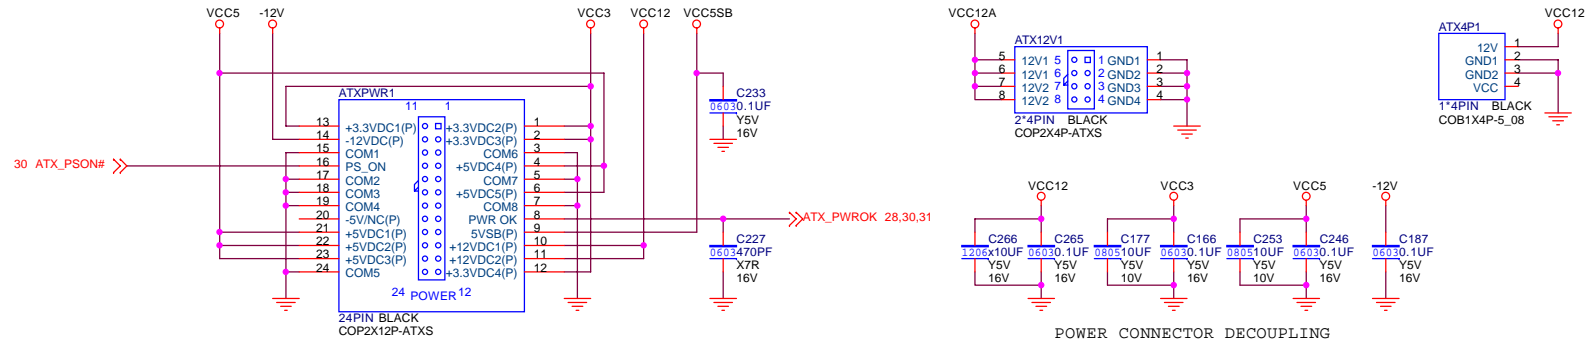 VCC5 -12V VCC3 VCC12 VCC5SB VCC12A VCC12
ATXPWR1
11 1
13 +3.3VDC1(P) +3.3VDC2(P) 1
14 -12VDC(P) +3.3VDC3(P) 2
15 COM1 COM6 3
16 PS_ON +5VDC4(P) 4
17 COM2 COM7 5
18 COM3 +5VDC5(P) 6
19 COM4 COM8 7
20 -5V/NC(P) PWR OK 8
21 +5VDC1(P) 5VSB(P) 9
22 +5VDC2(P) +12VDC1(P) 10
23 +5VDC3(P) +12VDC2(P) 11
24 COM5 +3.3VDC4(P) 12
24 POWER 12
24PIN BLACK
COP2X12P-ATXS
30 ATX_PSON#
C233
0603 0.1UF
Y5V
16V
ATX_PWROK 28,30,31
C227
0603 470PF
X7R
16V
ATX12V1
5 12V1 5 1 GND1 1
6 12V1 6 2 GND2 2
7 12V2 7 3 GND3 3
8 12V2 8 4 GND4 4
2*4PIN BLACK
COP2X4P-ATXS
ATX4P1
12V 1
GND1 2
GND2 3
VCC 4
1*4PIN BLACK
COB1X4P-5_08
VCC12 VCC3 VCC5 -12V
C266
1206 x10UF
Y5V
16V
C265
0603 0.1UF
Y5V
16V
C177
0805 10UF
Y5V
10V
C166
0603 0.1UF
Y5V
16V
C253
0805 10UF
Y5V
10V
C246
0603 0.1UF
Y5V
16V
C187
0603 0.1UF
Y5V
16V
POWER CONNECTOR DECOUPLING